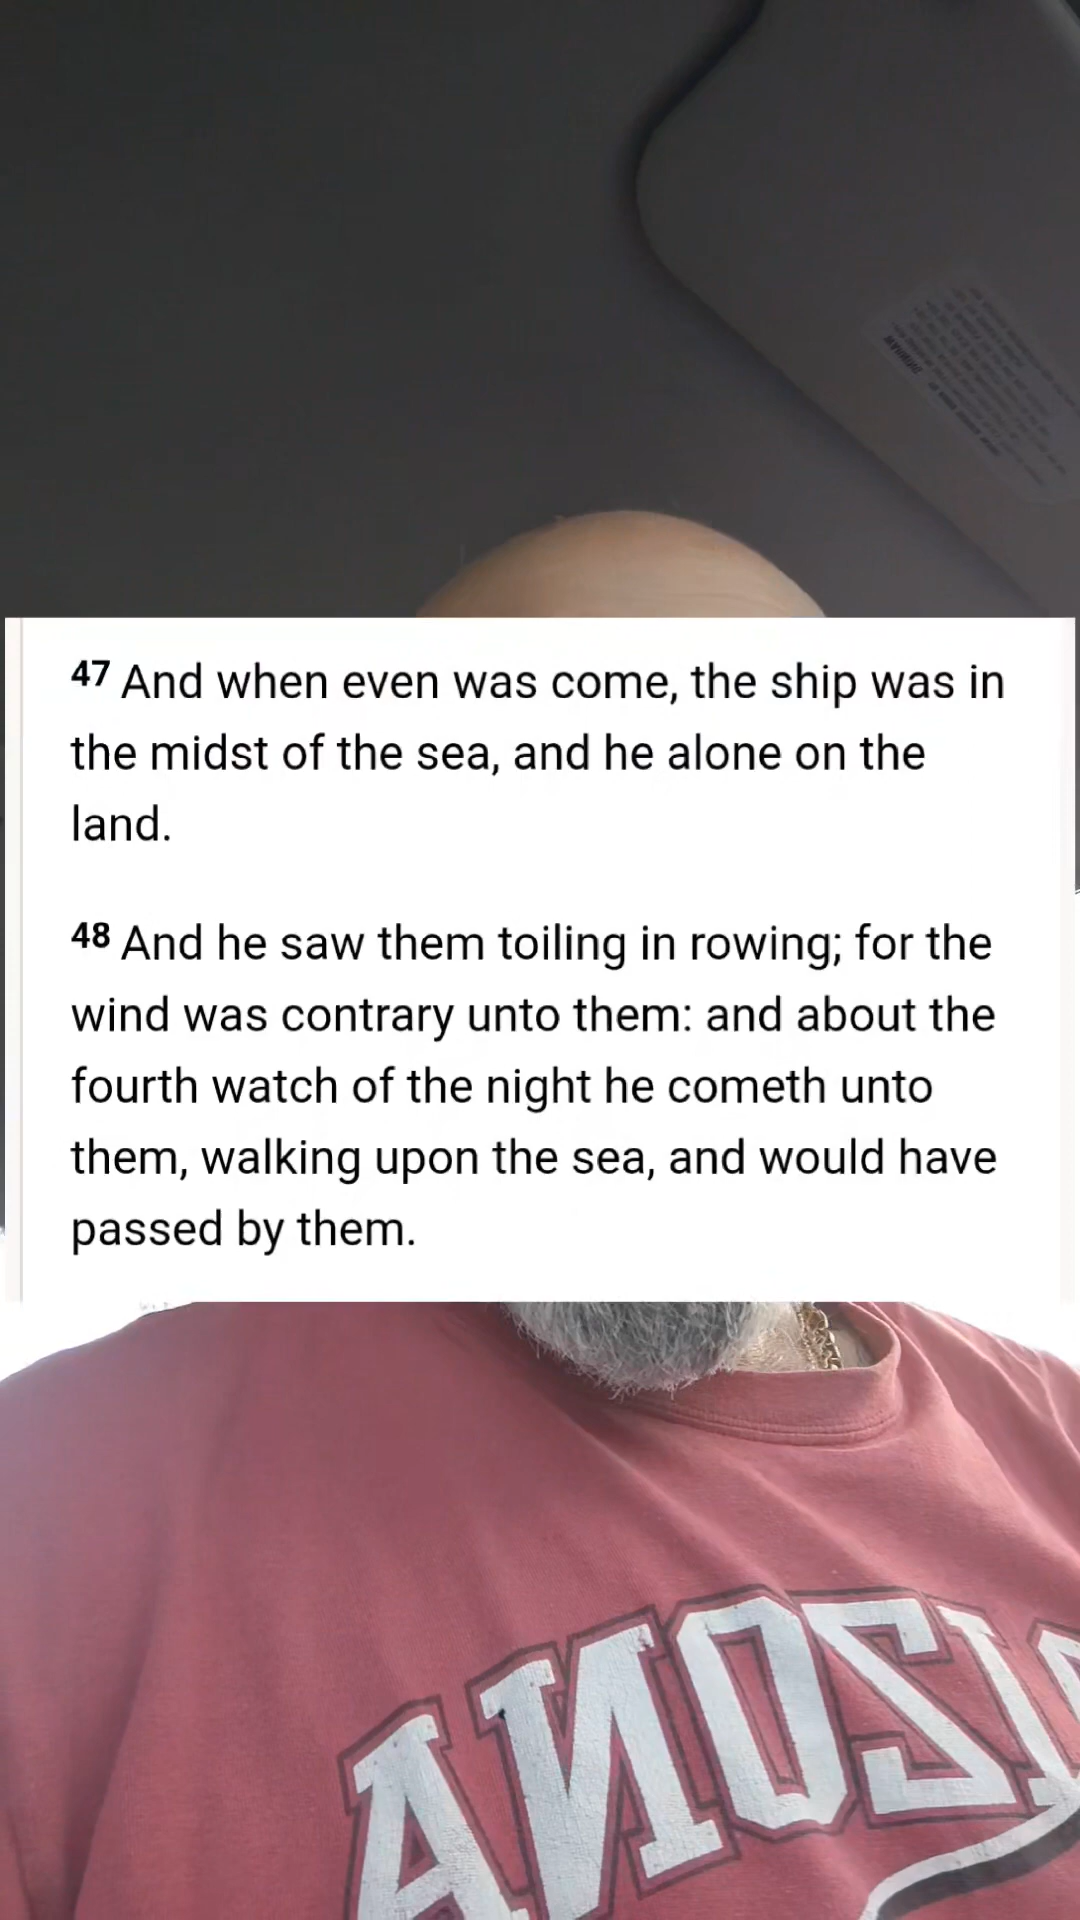 47 And when even was come, the ship was in
the midst of the sea, and he alone on the
land.
48 And he saw them toiling in rowing; for the
wind was contrary unto them: and about the
fourth watch of the night he cometh unto
them, walking upon the sea, and would have
passed by them.